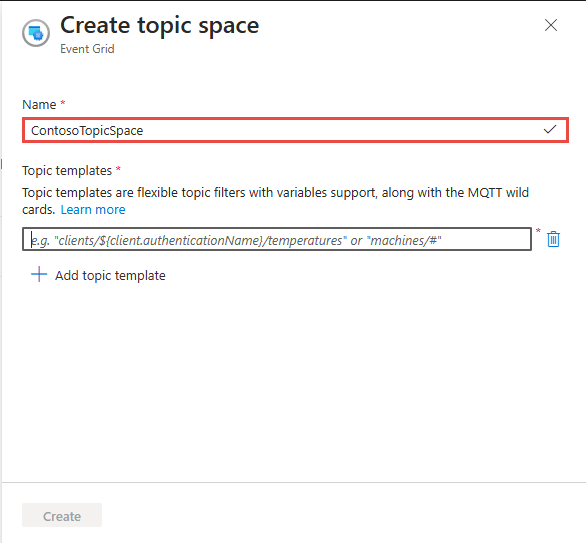 Create topic space
Event Grid
Name *
ContosoTopicSpace
Topic templates *
Topic templates are flexible topic filters with variables support, along with the MQTT wild
cards. Learn more
e.g. "clients/${client.authenticationName}/temperatures" or "machines/#" *
Add topic template
Create